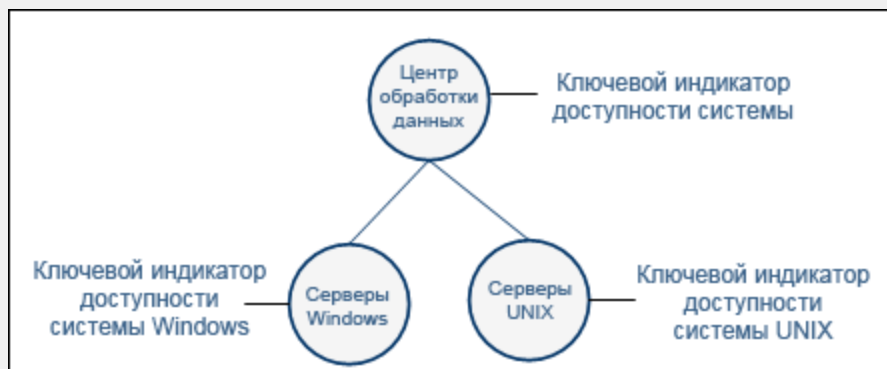 Центр
обработки
данных
Ключевой индикатор
доступности системы
Ключевой индикатор
доступности
системы Windows
Серверы
Windows
Серверы
UNIX
Ключевой индикатор
доступности
системы UNIX